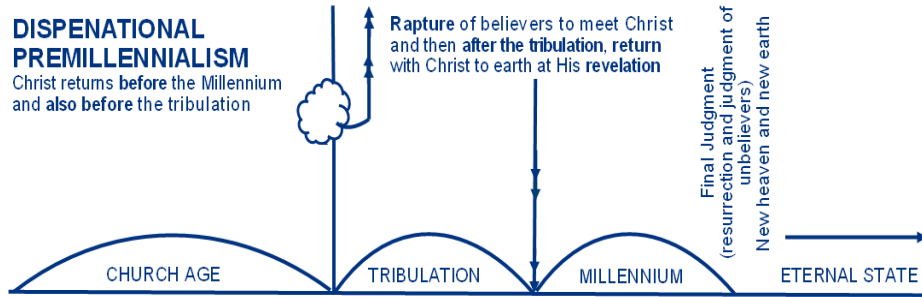 DISPENATIONAL
PREMILLENNIALISM
Christ returns before the Millennium
and also before the tribulation
Rapture of believers to meet Christ
and then after the tribulation, return
with Christ to earth at His revelation
Final Judgment
(resurrection and judgment of
unbelievers)
New heaven and new earth
CHURCH AGE
TRIBULATION
MILLENNIUM
ETERNAL STATE